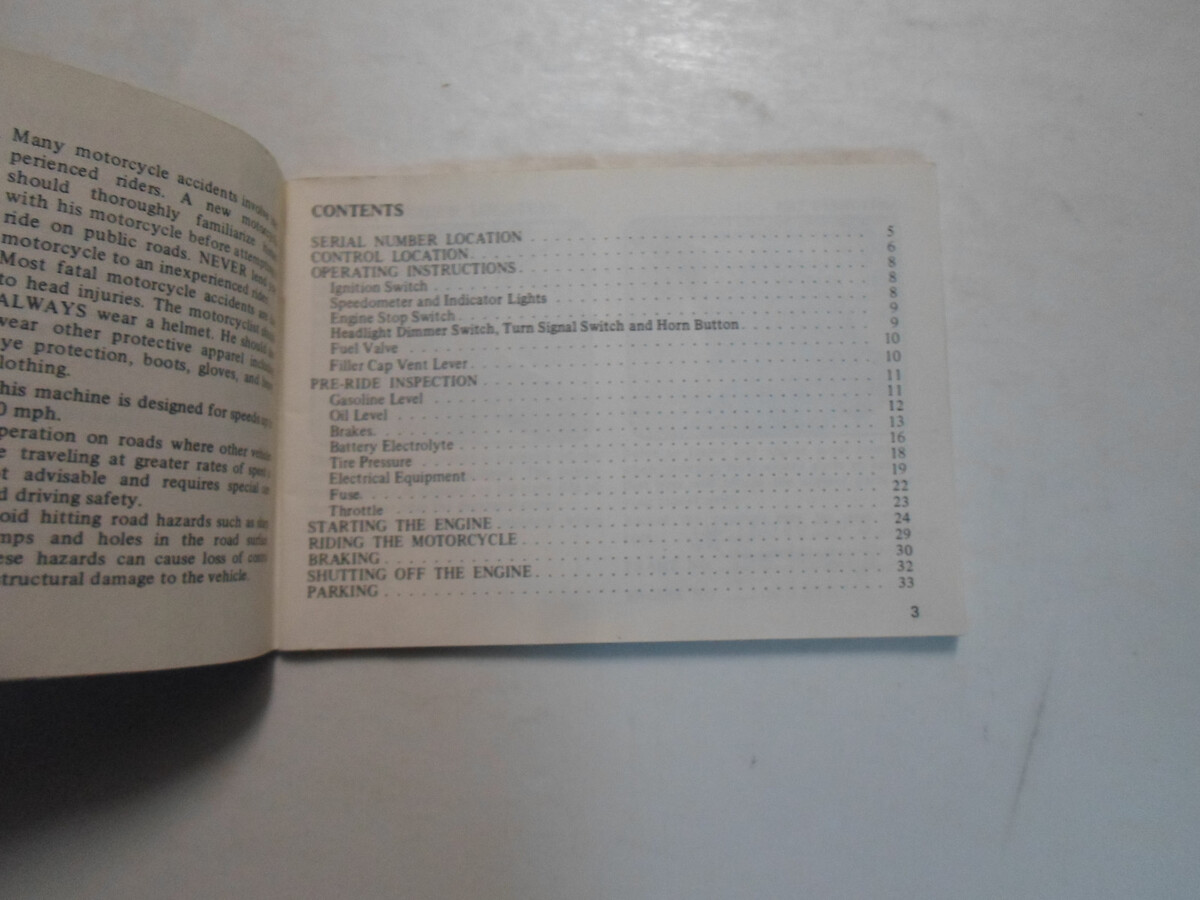 Many motorcycle accidents involve
perienced riders. A new
should thoroughly familiarize
with his motorcycle before
ride on public roads. NEVER
motorcycle to an inexperienced rider.
Most fatal motorcycle accidents
to head injuries. The motorcyclist
ALWAYS wear a helmet. He should
wear other protective apparel
ye protection, boots, gloves, and
lothing.
his machine is designed for speeds
0 mph.
peration on roads where other
e traveling at greater rates of
t advisable and requires special
d driving safety.
oid hitting road hazards such as
mps and holes in the road
ese hazards can cause loss of
structural damage to the vehicle.
CONTENTS
SERIAL NUMBER LOCATION . . . . . 5
CONTROL LOCATION . . . . . 6
OPERATING INSTRUCTIONS . . . . . 8
Ignition Switch . . . . . 8
Speedometer and Indicator Lights . . . . . 8
Engine Stop Switch . . . . . 9
Headlight Dimmer Switch, Turn Signal Switch and Horn Button . . . . . 9
Fuel Valve . . . . . 10
Filler Cap Vent Lever . . . . . 10
PRE-RIDE INSPECTION . . . . . 11
Gasoline Level . . . . . 11
Oil Level . . . . . 12
Brakes . . . . . 13
Battery Electrolyte . . . . . 16
Tire Pressure . . . . . 18
Electrical Equipment . . . . . 19
Fuse . . . . . 22
Throttle . . . . . 23
STARTING THE ENGINE . . . . . 24
RIDING THE MOTORCYCLE . . . . . 29
BRAKING . . . . . 30
SHUTTING OFF THE ENGINE . . . . . 32
PARKING . . . . . 33
3